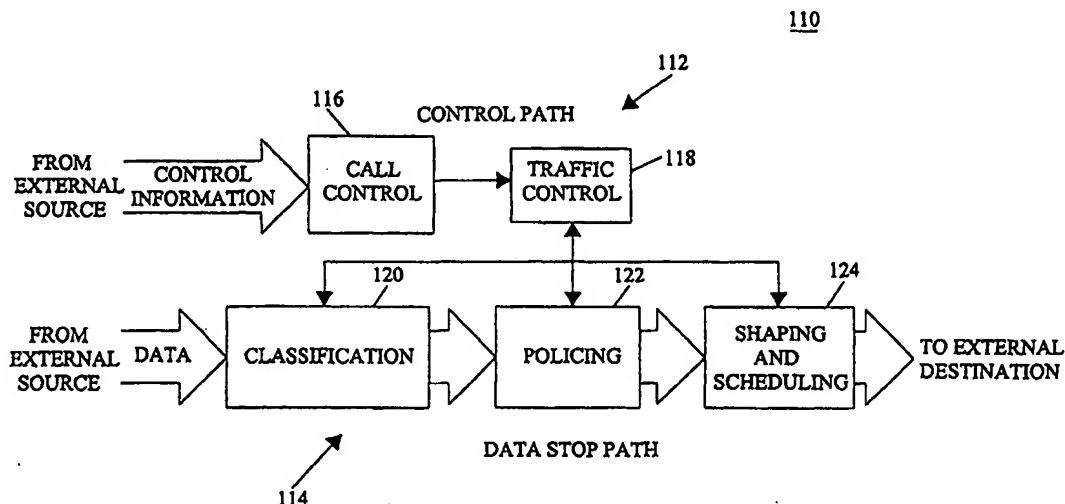 110
112
116
CONTROL PATH
FROM
EXTERNAL
SOURCE
CONTROL
INFORMATION
CALL
CONTROL
TRAFFIC
CONTROL
118
120
122
124
FROM
EXTERNAL
SOURCE
DATA
CLASSIFICATION
POLICING
SHAPING
AND
SCHEDULING
TO EXTERNAL
DESTINATION
DATA STOP PATH
114